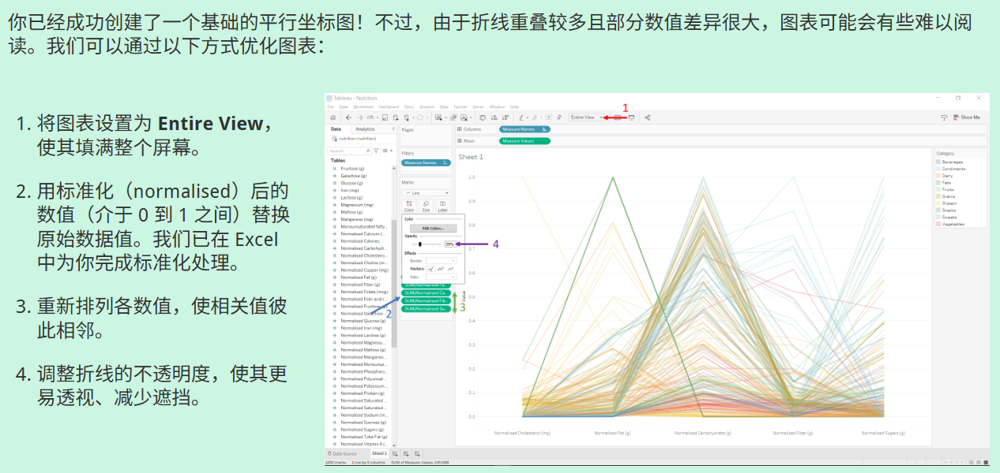 你已经成功创建了一个基础的平行坐标图！不过，由于折线重叠较多且部分数值差异很大，图表可能会有些难以阅
读。我们可以通过以下方式优化图表：
1. 将图表设置为 Entire View，
使其填满整个屏幕。
2. 用标准化（normalised）后的
数值（介于 0 到 1 之间）替换
原始数据值。我们已在 Excel
中为你完成标准化处理。
3. 重新排列各数值，使相关值彼
此相邻。
4. 调整折线的不透明度，使其更
易透视、减少遮挡。
Tableau - Nutrition
File Data Worksheet Dashboard Story Analysis Map Format Server Window Help
1
Entire View
Show Me
Data Analytics
Pages
Columns
Measure Names
nutrition (nutrition)
Rows
Measure Values
Search
Filters
Measure Names
Sheet 1
Tables
Fructose (g)
Galactose (g)
Glucose (g)
Iron (mg)
Lactose (g)
Magnesium (mg)
Maltose (g)
Manganese (mg)
Monounsaturated fatty...
Normalised Calcium (...
Normalised Calories
Normalised Carbohydr...
Normalised Cholestero...
Normalised Choline (m...
Normalised Copper (mg)
Normalised Fat (g)
Normalised Fiber (g)
Normalised Folate (mcg)
Normalised Folic acid (...
Normalised Fructose (g)
Normalised Galactose ...
Normalised Glucose (g)
Normalised Iron (mg)
Normalised Lactose (g)
Normalised Magnesiu...
Normalised Maltose (g)
Normalised Manganes...
Normalised Monounsa...
Normalised Phosphoru...
Normalised Polyunsat...
Normalised Potassium...
Normalised Protein (g)
Normalised Saturated ...
Normalised Saturated ...
Normalised Sodium (m...
Normalised Sucrose (g)
Normalised Sugars (g)
Normalised Total Fat (g)
Normalised Vitamin A (...
Marks
Line
Color Size Label
Color
Edit Colors...
Opacity
25%
4
Effects
Border:
Markers:
Halo:
SUM(Normalised Fa..
SUM(Normalised Ca..
SUM(Normalised Fib..
SUM(Normalised Su..
2
3
Value
1.0
0.9
0.8
0.7
0.6
0.5
0.4
0.3
0.2
0.1
0.0
Normalised Cholesterol (mg)
Normalised Fat (g)
Normalised Carbohydrate (g)
Normalised Fiber (g)
Normalised Sugars (g)
Category
Beverages
Condiments
Dairy
Fats
Fruits
Grains
Protein
Snacks
Sweets
Vegetables
Data Source
Sheet 1
1 row by 5 columns